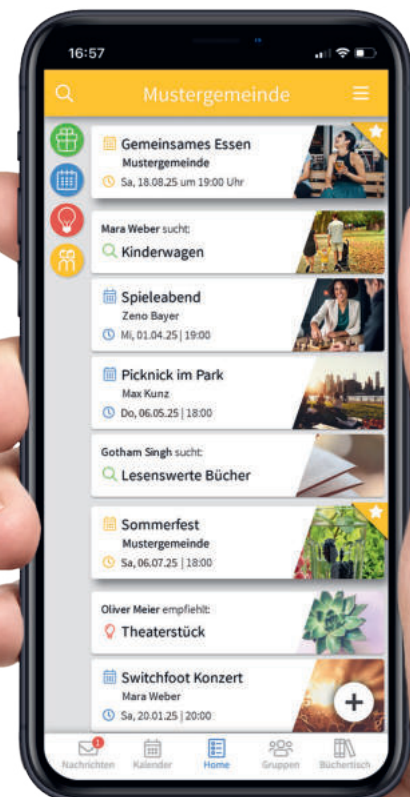 16:57
Mustergemeinde
Gemeinsames Essen
Mustergemeinde
Sa, 18.08.25 um 19:00 Uhr
Mara Weber sucht:
Kinderwagen
Spieleabend
Zeno Bayer
Mi, 01.04.25 | 19:00
Picknick im Park
Max Kunz
Do, 06.05.25 | 18:00
Gotham Singh sucht:
Lesenswerte Bücher
Sommerfest
Mustergemeinde
Sa, 06.07.25 | 18:00
Oliver Meier empfiehlt:
Theaterstück
Switchfoot Konzert
Mara Weber
Sa, 20.01.25 | 20:00
+
1
Nachrichten Kalender Home Gruppen Büchertisch